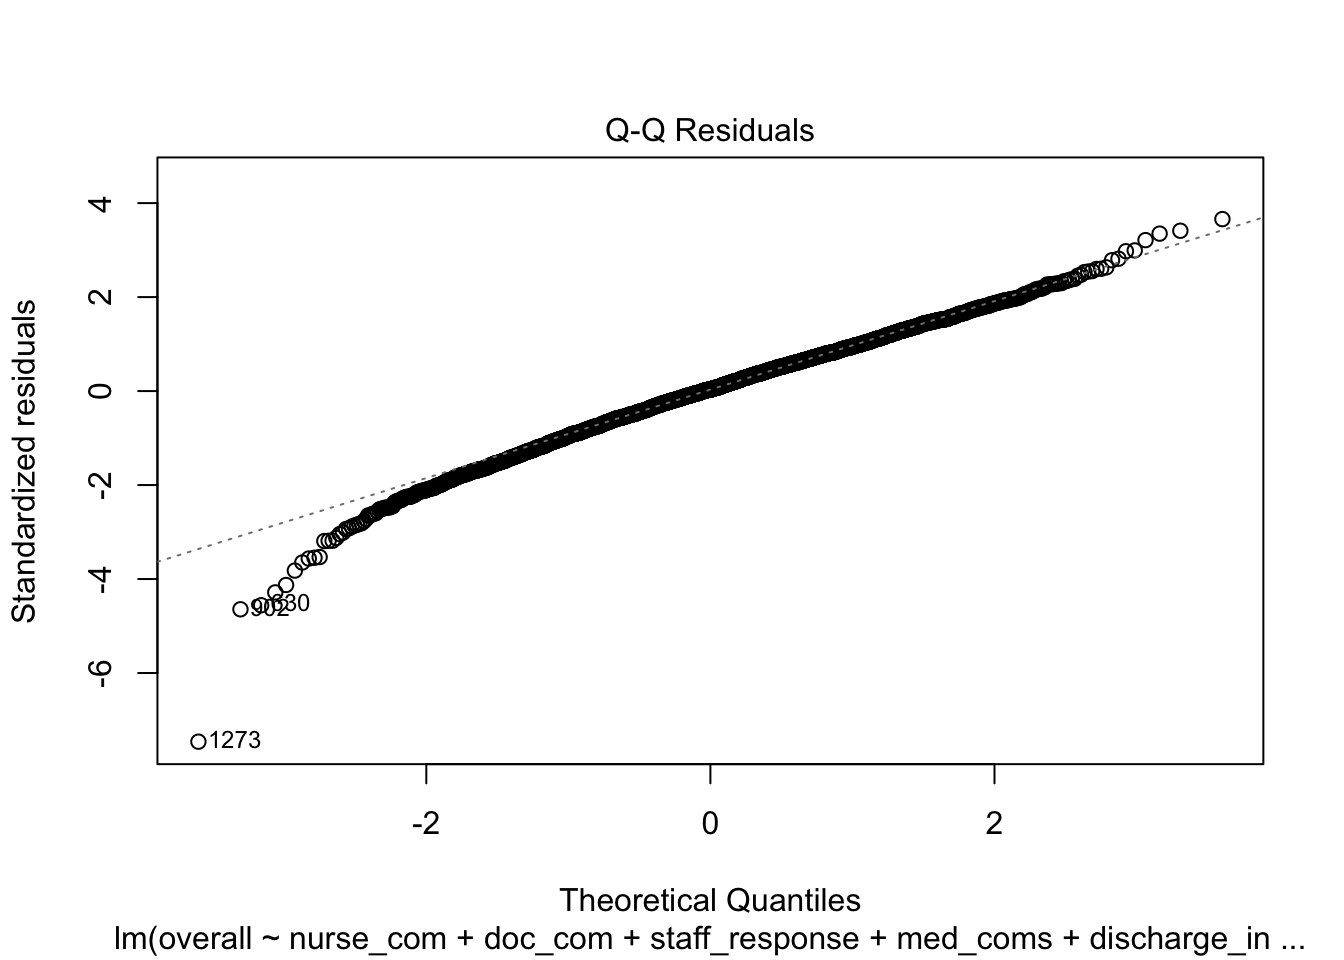 Q-Q Residuals
Standardized residuals
4
2
0
-2
-4
-6
630
1273
-2
0
2
Theoretical Quantiles
lm(overall ~ nurse_com + doc_com + staff_response + med_coms + discharge_in ...